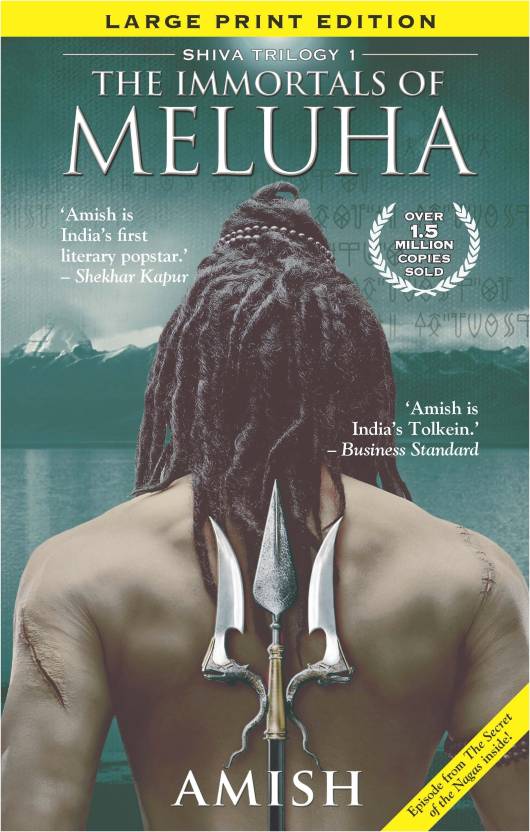 LARGE PRINT EDITION
SHIVA TRILOGY 1
THE IMMORTALS OF
MELUHA
‘Amish is
India’s first
literary popstar.’
– Shekhar Kapur
OVER
1.5
MILLION
COPIES
SOLD
‘Amish is
India’s Tolkein.’
– Business Standard
AMISH
Episode from The Secret
of the Nagas inside!